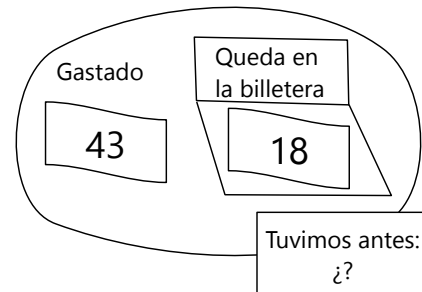 Gastado
43
Queda en
la billetera
18
Tuvimos antes:
¿?